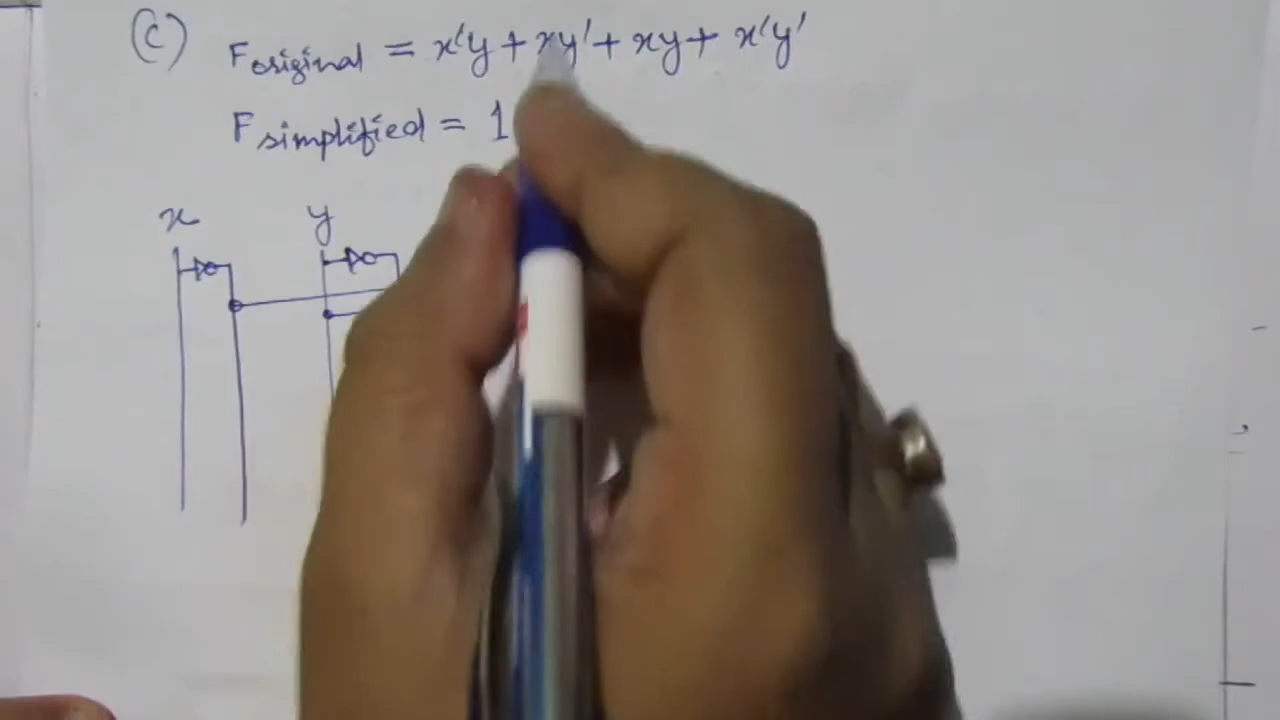 (C) Foriginal = x'y + xy' + xy + x'y'
Fsimplified = 1
x y